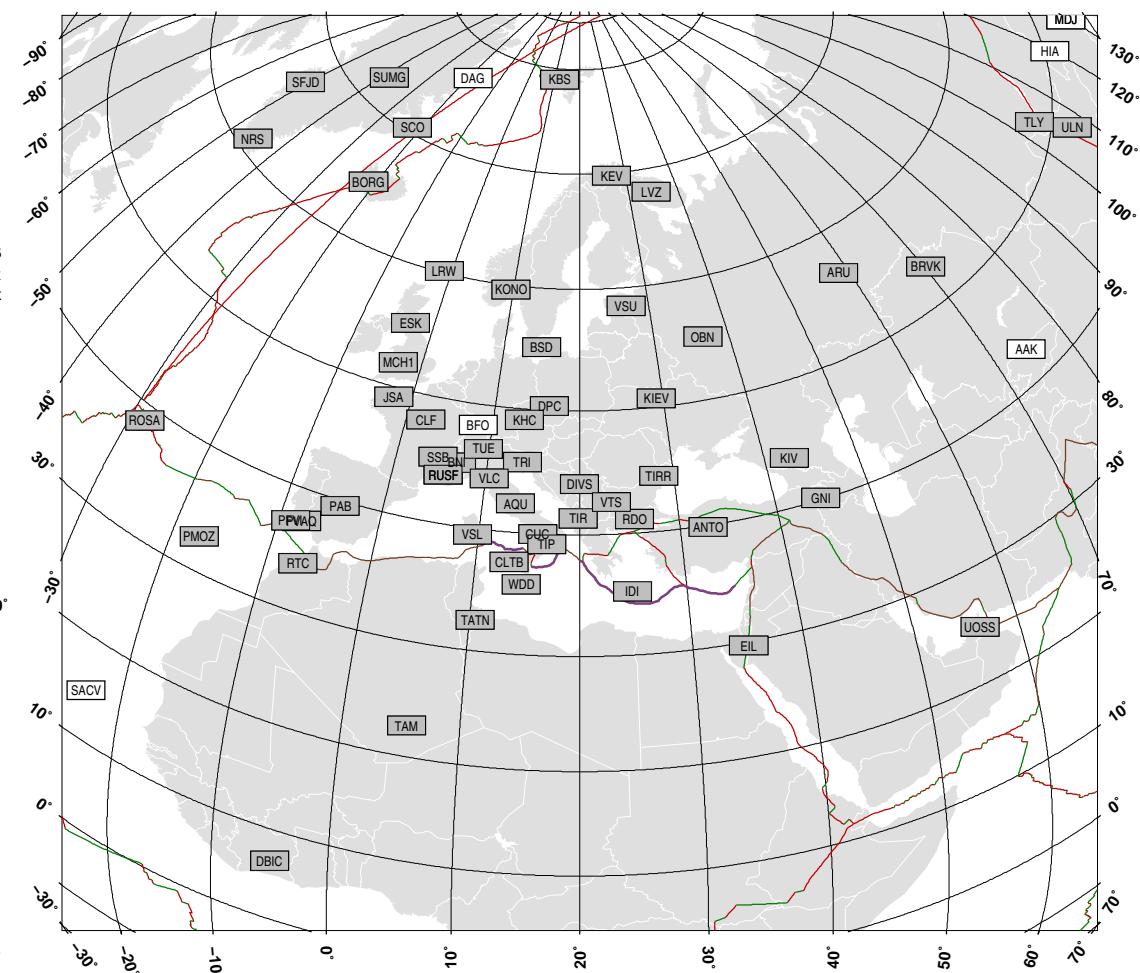 MDJ
HIA
SFJD
SUMG
DAG
KBS
TLY
ULN
SCO
NRS
BORG
KEV
LVZ
LRW
ARU
BRVK
KONO
VSU
ESK
OBN
BSD
AAK
MCH1
JSA
CLF
DPC
KHC
KIEV
BFO
ROSA
TUE
SSB
TRI
KIV
RUSF
VLC
TIRR
DIVS
GNI
AQU
VTS
PAB
TIR
RDO
ANTO
PMOZ
VSL
CUC
TIP
RTC
CLTB
WDD
IDI
TATN
UOSS
EIL
SACV
TAM
DBIC
−90°
−80°
−70°
−60°
−50°
−40°
30°
−30°
10°
0°
−30°
130°
120°
110°
100°
90°
80°
30°
70°
10°
0°
70°
−30°
−20°
−10
0°
10°
20°
30°
40°
50°
60°
70°